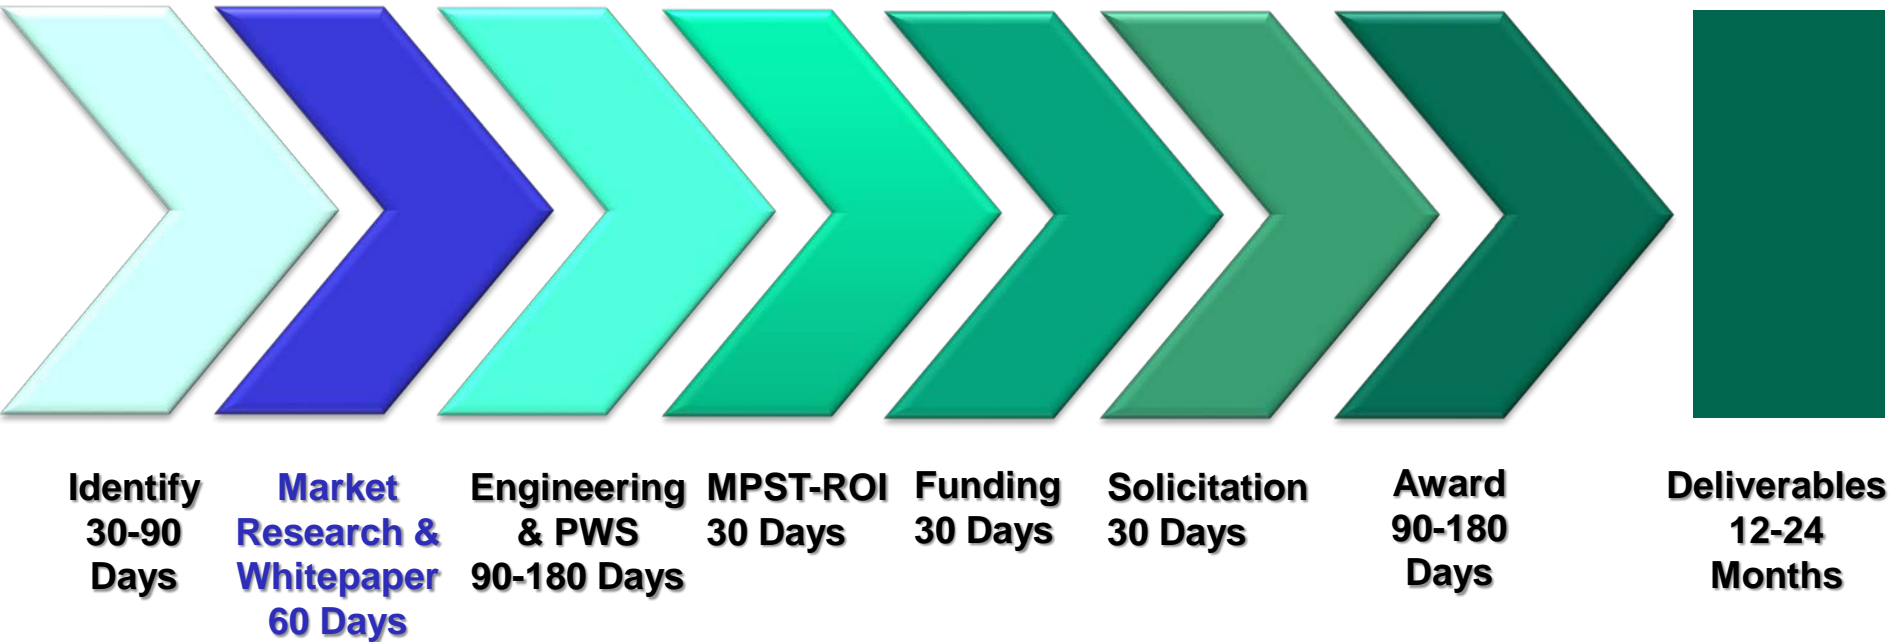 Identify
30-90
Days
Market
Research &
Whitepaper
60 Days
Engineering
& PWS
90-180 Days
MPST-ROI
30 Days
Funding
30 Days
Solicitation
30 Days
Award
90-180
Days
Deliverables
12-24
Months